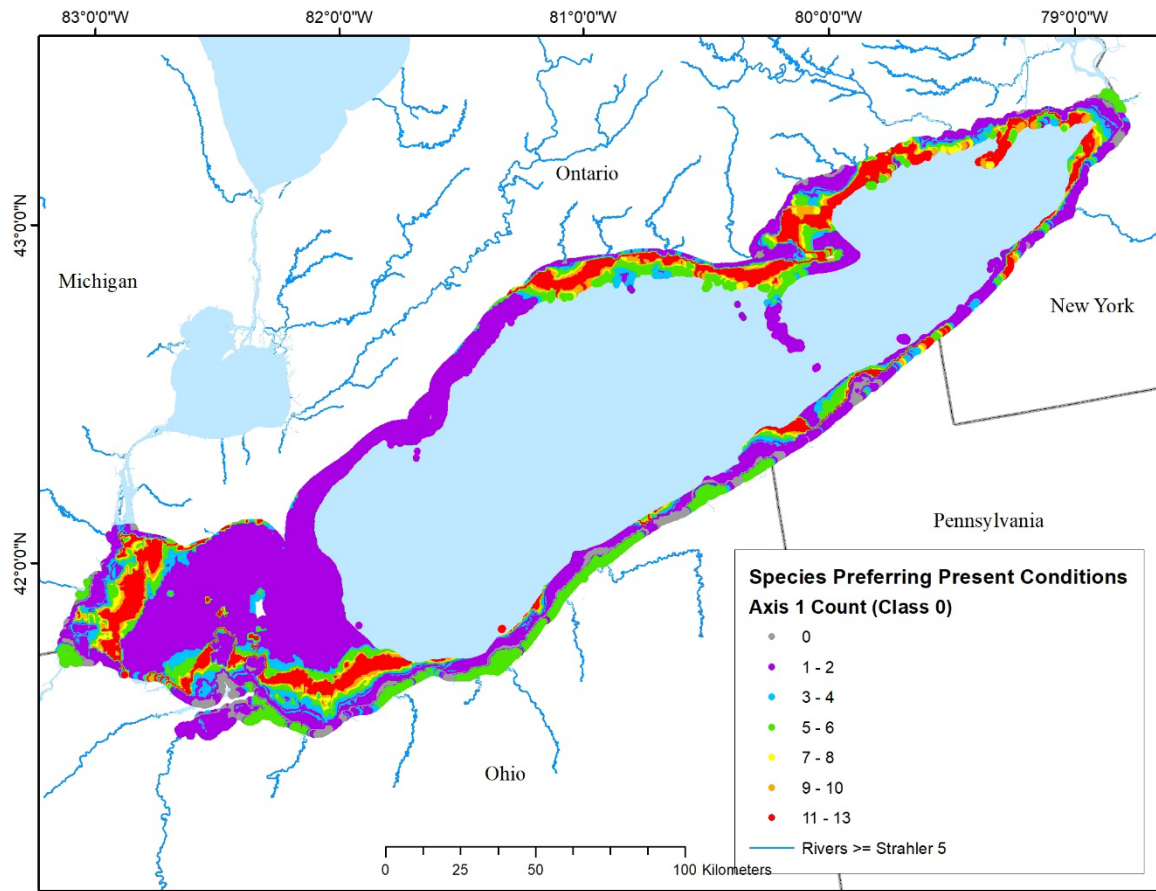 83°0'0"W 82°0'0"W 81°0'0"W 80°0'0"W 79°0'0"W
43°0'0"N
42°0'0"N
Ontario
Michigan
New York
Pennsylvania
Ohio
Species Preferring Present Conditions
Axis 1 Count (Class 0)
0
1 - 2
3 - 4
5 - 6
7 - 8
9 - 10
11 - 13
Rivers >= Strahler 5
0 25 50 100 Kilometers